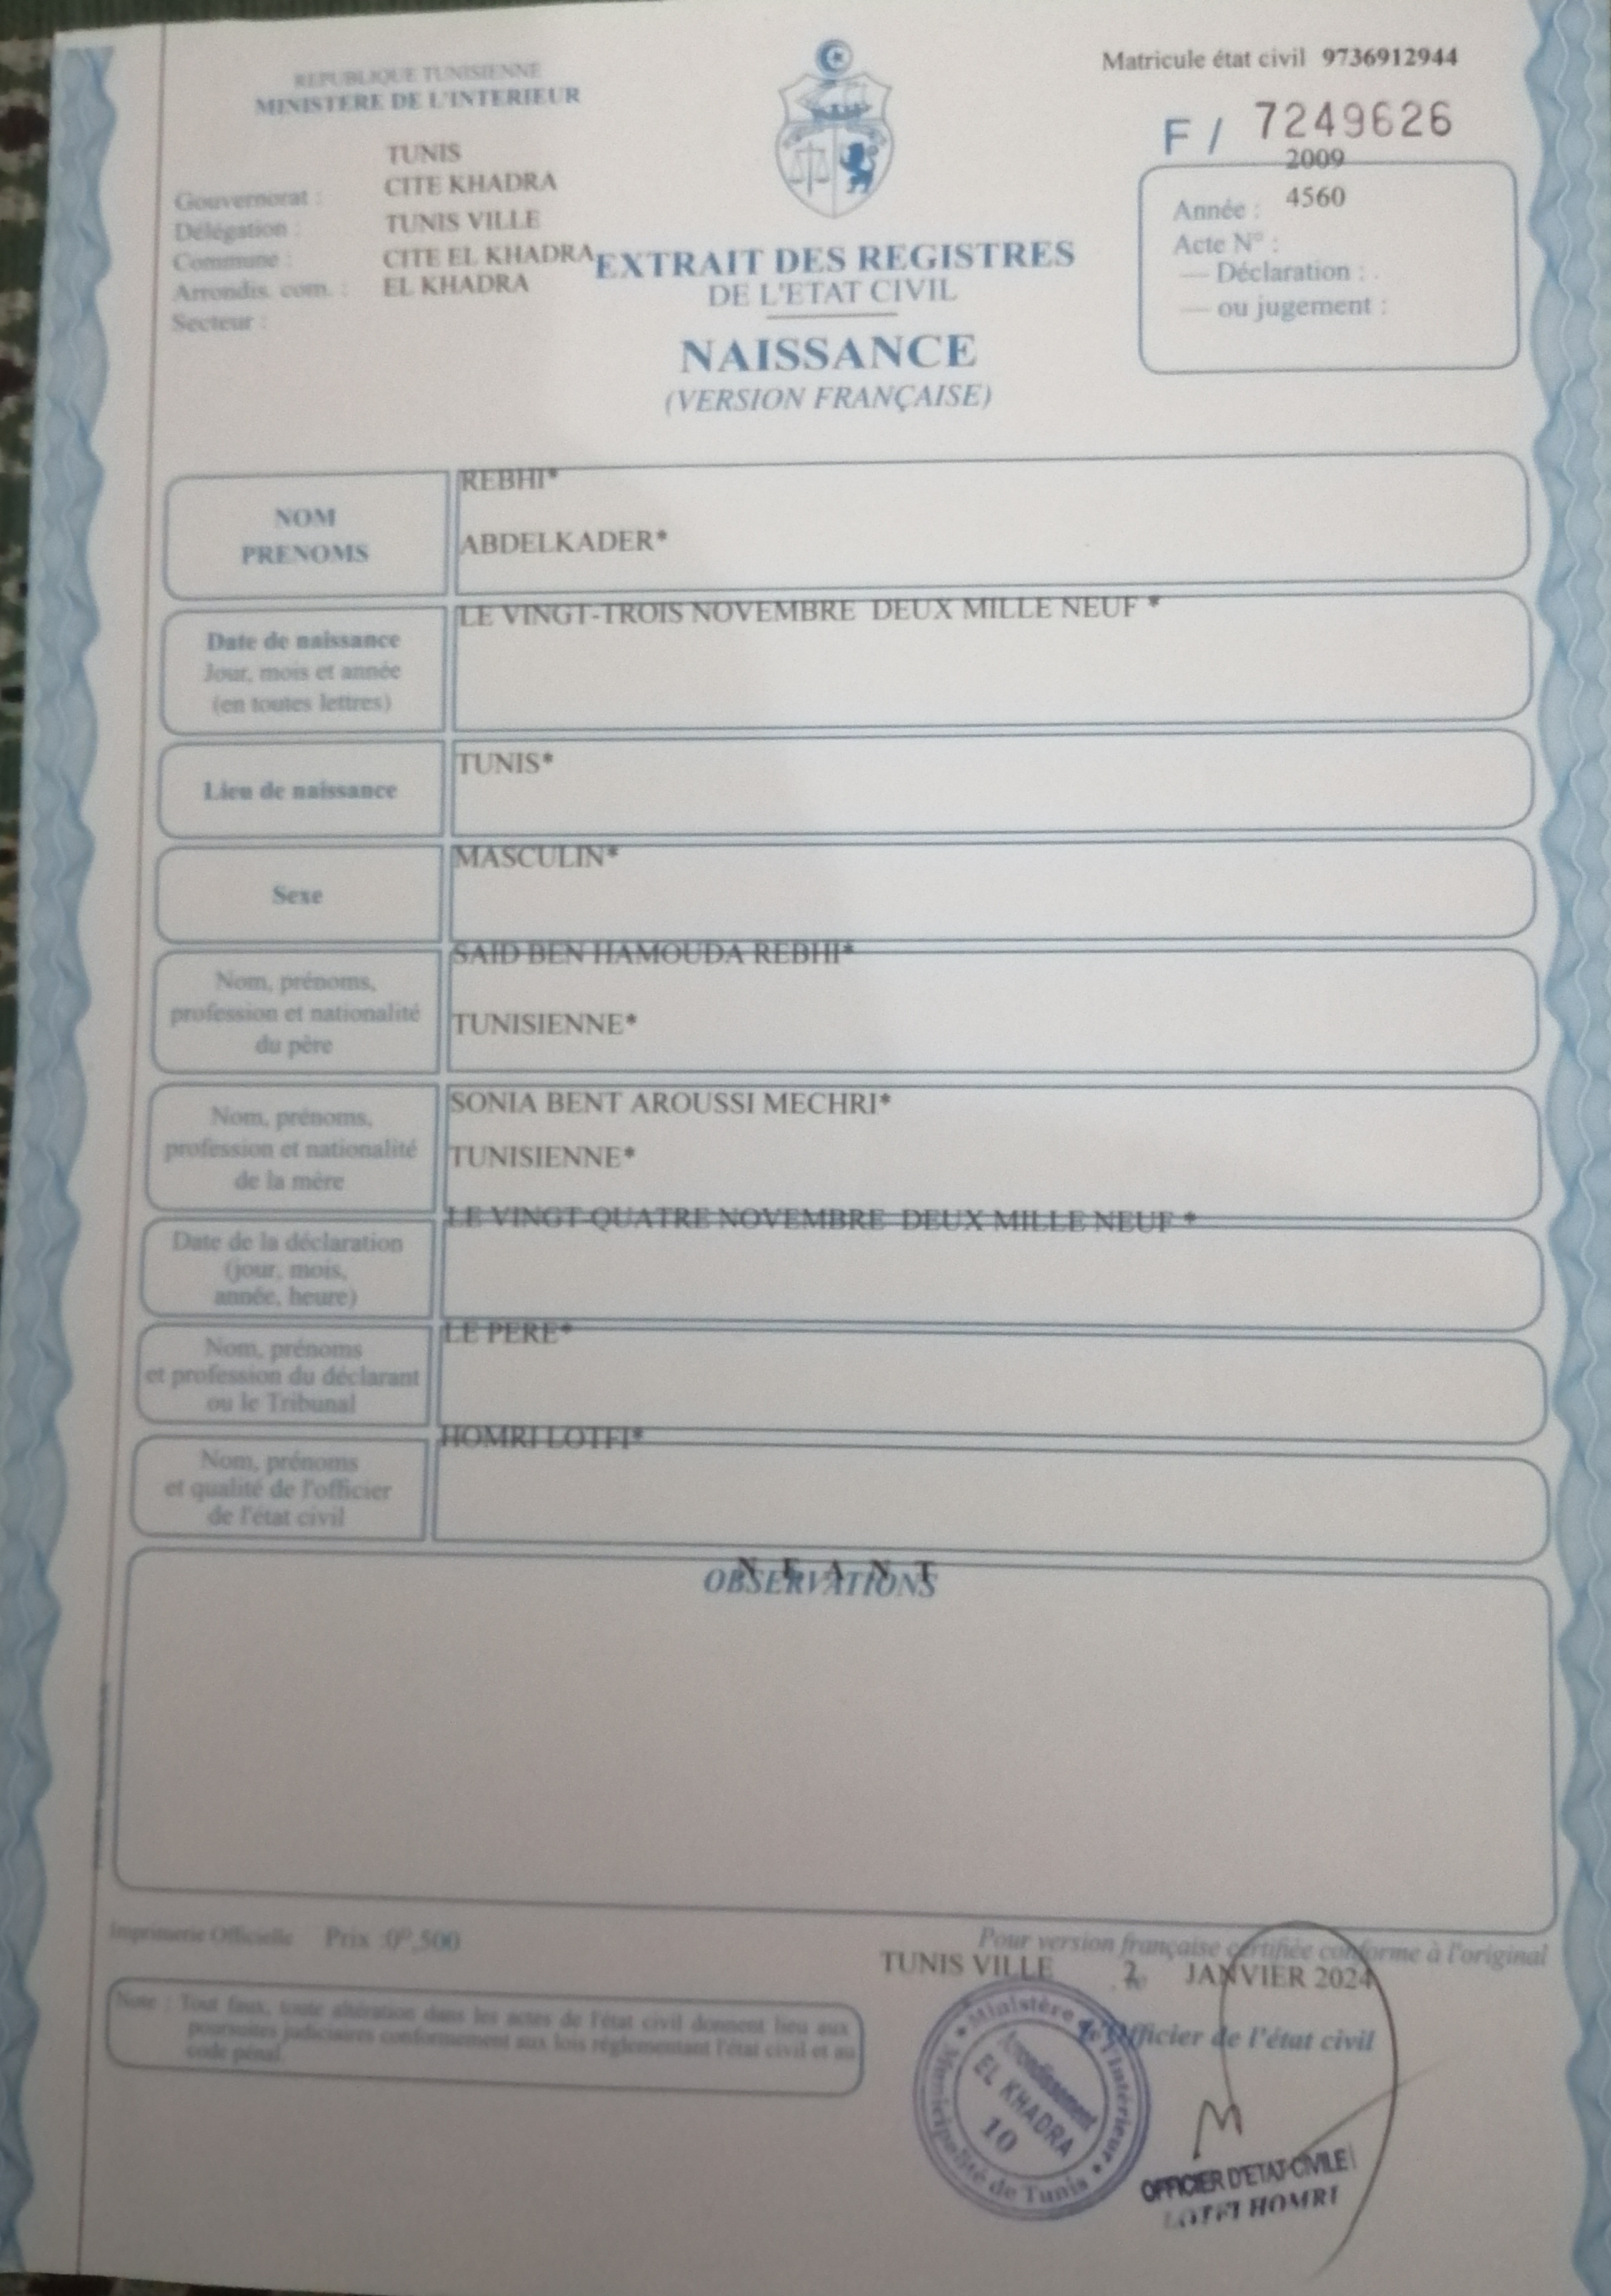 REPUBLIQUE TUNISIENNE
MINISTERE DE L'INTERIEUR
Matricule état civil 9736912944
F / 7249626
TUNIS
Gouvernorat : CITE KHADRA
Délégation : TUNIS VILLE
Commune : CITE EL KHADRA
Arrondis. com. : EL KHADRA
Secteur :
2009
Année : 4560
Acte N° :
— Déclaration :
— ou jugement :
EXTRAIT DES REGISTRES
DE L'ETAT CIVIL
NAISSANCE
(VERSION FRANÇAISE)
NOM
PRENOMS
REBHI*
ABDELKADER*
Date de naissance
Jour, mois et année
(en toutes lettres)
LE VINGT-TROIS NOVEMBRE DEUX MILLE NEUF *
Lieu de naissance
TUNIS*
Sexe
MASCULIN*
Nom, prénoms,
profession et nationalité
du père
SAID BEN HAMOUDA REBHI*
TUNISIENNE*
Nom, prénoms,
profession et nationalité
de la mère
SONIA BENT AROUSSI MECHRI*
TUNISIENNE*
Date de la déclaration
(jour, mois,
année, heure)
LE VINGT-QUATRE NOVEMBRE DEUX MILLE NEUF *
Nom, prénoms
et profession du déclarant
ou le Tribunal
LE PERE*
Nom, prénoms
et qualité de l'officier
de l'état civil
HOMRI LOTFI*
N E A N T
OBSERVATIONS
Imprimerie Officielle Prix :0D,500
Note : Tout faux, toute altération dans les actes de l'état civil donnent lieu aux
poursuites judiciaires conformement aux lois réglementant l'état civil et au
code pénal.
Pour version française certifiée conforme à l'original
TUNIS VILLE 2 JANVIER 2024
L'Officier de l'état civil
Ministère de l'Intérieur
Municipalité de Tunis
Arrondissement
EL KHADRA
10
OFFICIER D'ETAT-CIVILE
LOTFI HOMRI